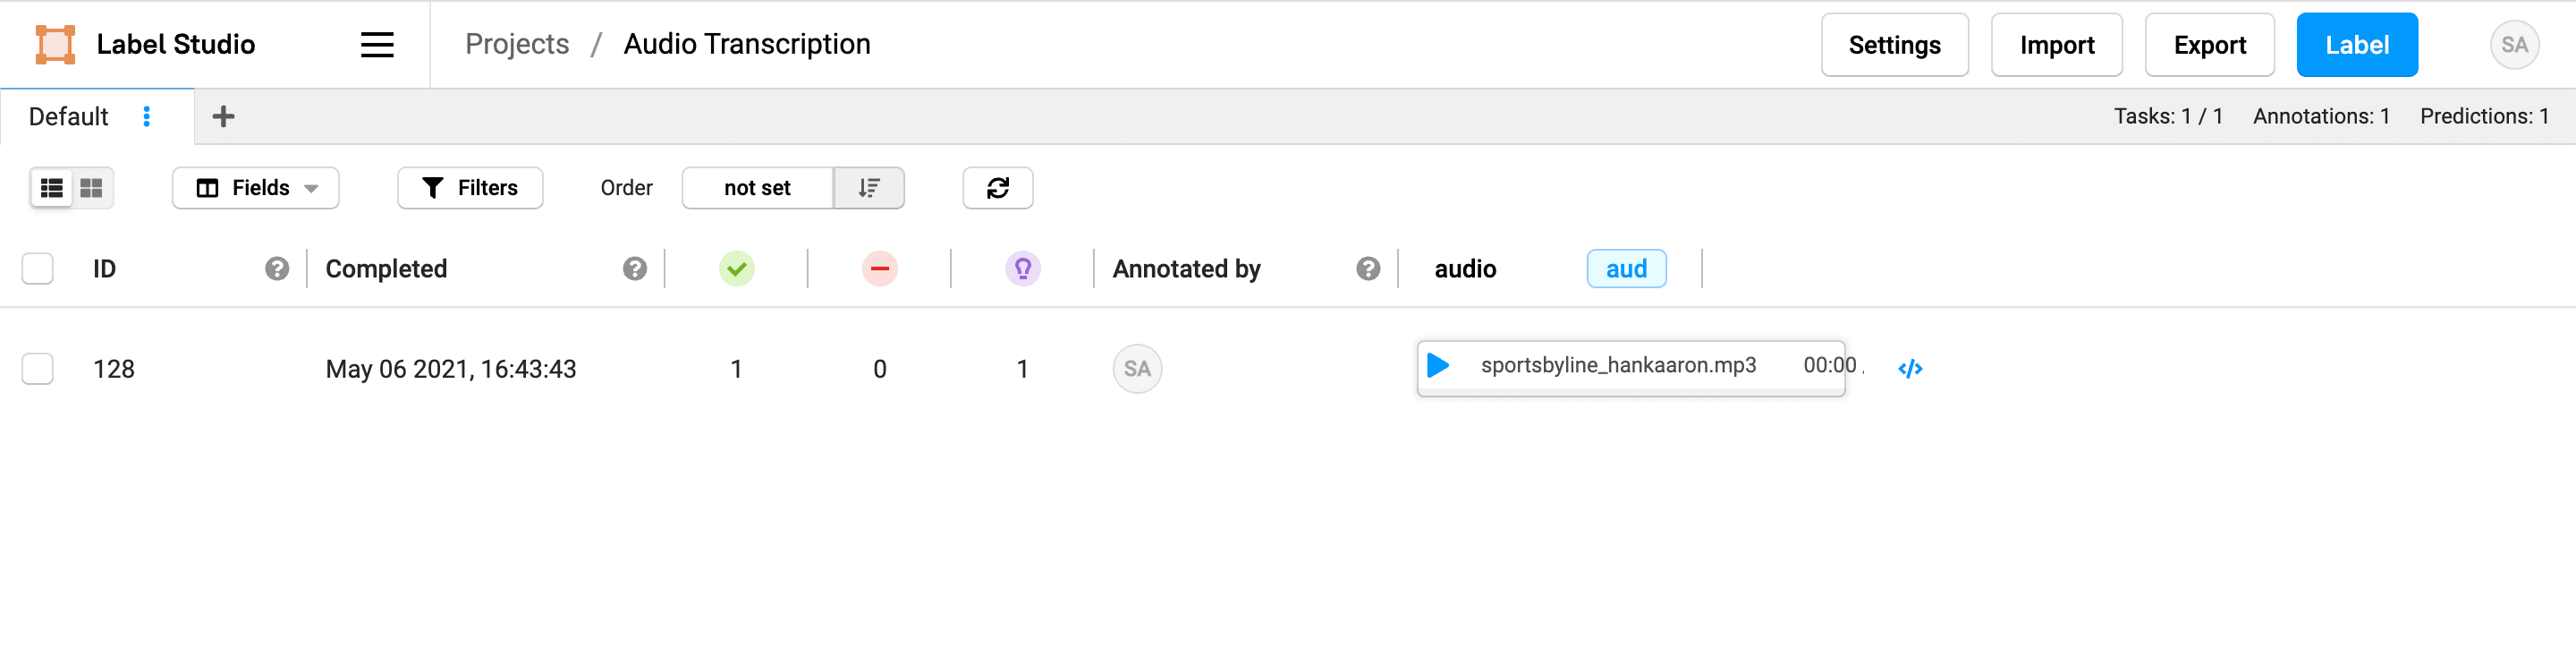 Label Studio Projects / Audio Transcription Settings Import Export Label SA
Default Tasks: 1 / 1 Annotations: 1 Predictions: 1
Fields Filters Order not set
ID Completed Annotated by audio aud
128 May 06 2021, 16:43:43 1 0 1 SA sportsbyline_hankaaron.mp3 00:00